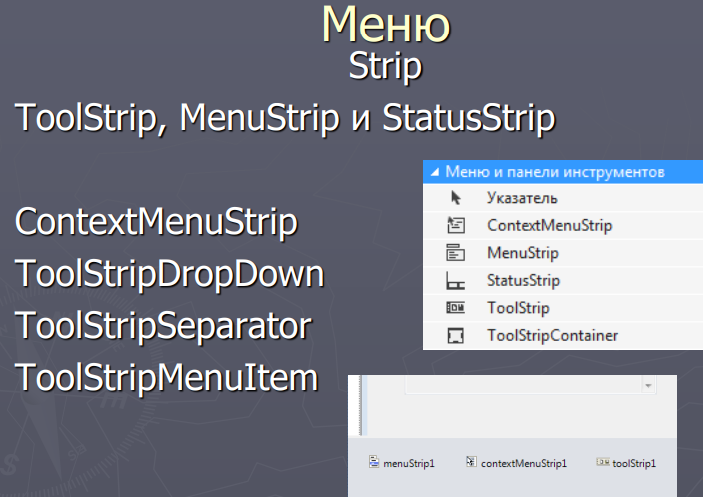 Меню
Strip
ToolStrip, MenuStrip и StatusStrip
ContextMenuStrip
ToolStripDropDown
ToolStripSeparator
ToolStripMenuItem
Меню и панели инструментов
Указатель
ContextMenuStrip
MenuStrip
StatusStrip
ToolStrip
ToolStripContainer
menuStrip1
contextMenuStrip1
toolStrip1